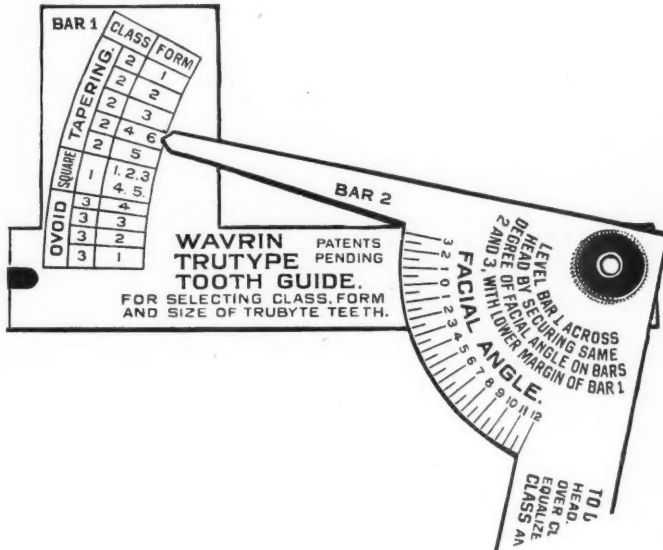 BAR 1
CLASS FORM
TAPERING. 2 1
2 2
2 3
2 4 6
2 5
SQUARE 1 1. 2. 3
4. 5.
OVOID 3 4
3 3
3 2
3 1
BAR 2
WAVRIN
TRUTYPE
TOOTH GUIDE.
PATENTS
PENDING
FOR SELECTING CLASS, FORM
AND SIZE OF TRUBYTE TEETH.
3 2 1 0 1 2 3 4 5 6 7 8 9 10 11 12
FACIAL ANGLE.
LEVEL BAR 1 ACROSS
HEAD BY SECURING SAME
DEGREE OF FACIAL ANGLE ON BARS
2 AND 3, WITH LOWER MARGIN OF BAR 1
TO
HEAD.
OVER
EQUALIZE
CLASS